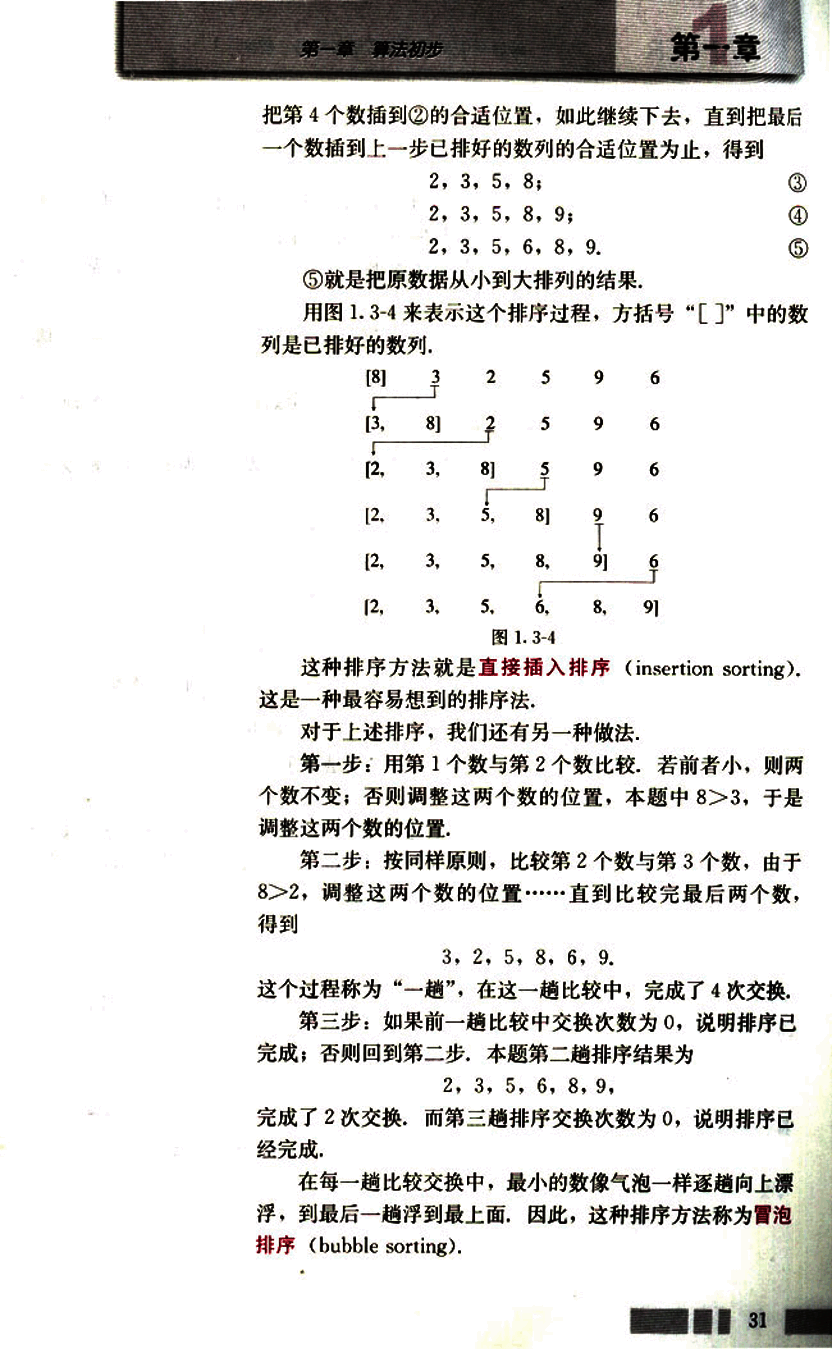 第一章 算法初步
第一章
把第 4 个数插到②的合适位置，如此继续下去，直到把最后
一个数插到上一步已排好的数列的合适位置为止，得到
2，3，5，8； ③
2，3，5，8，9； ④
2，3，5，6，8，9. ⑤
⑤就是把原数据从小到大排列的结果.
用图 1.3-4 来表示这个排序过程，方括号“[ ]”中的数
列是已排好的数列.
[8] 3 2 5 9 6
[3, 8] 2 5 9 6
[2, 3, 8] 5 9 6
[2, 3, 5, 8] 9 6
[2, 3, 5, 8, 9] 6
[2, 3, 5, 6, 8, 9]
图 1.3-4
这种排序方法就是直接插入排序（insertion sorting）.
这是一种最容易想到的排序法.
对于上述排序，我们还有另一种做法.
第一步：用第 1 个数与第 2 个数比较. 若前者小，则两
个数不变；否则调整这两个数的位置，本题中 8＞3，于是
调整这两个数的位置.
第二步：按同样原则，比较第 2 个数与第 3 个数，由于
8＞2，调整这两个数的位置……直到比较完最后两个数，
得到
3，2，5，8，6，9.
这个过程称为“一趟”，在这一趟比较中，完成了 4 次交换.
第三步：如果前一趟比较中交换次数为 0，说明排序已
完成；否则回到第二步. 本题第二趟排序结果为
2，3，5，6，8，9，
完成了 2 次交换. 而第三趟排序交换次数为 0，说明排序已
经完成.
在每一趟比较交换中，最小的数像气泡一样逐趟向上漂
浮，到最后一趟浮到最上面. 因此，这种排序方法称为冒泡
排序（bubble sorting）.
31